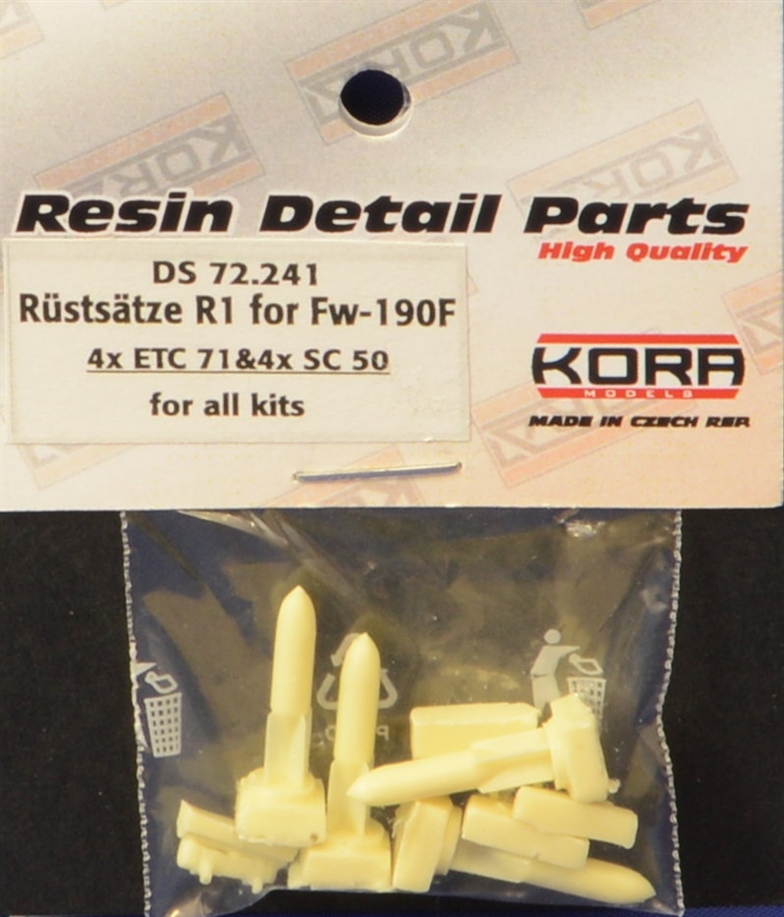 Resin Detail Parts
High Quality
DS 72.241
Rüstsätze R1 for Fw-190F
4x ETC 71&4x SC 50
for all kits
KORA
MODELS
MADE IN CZECH REP.